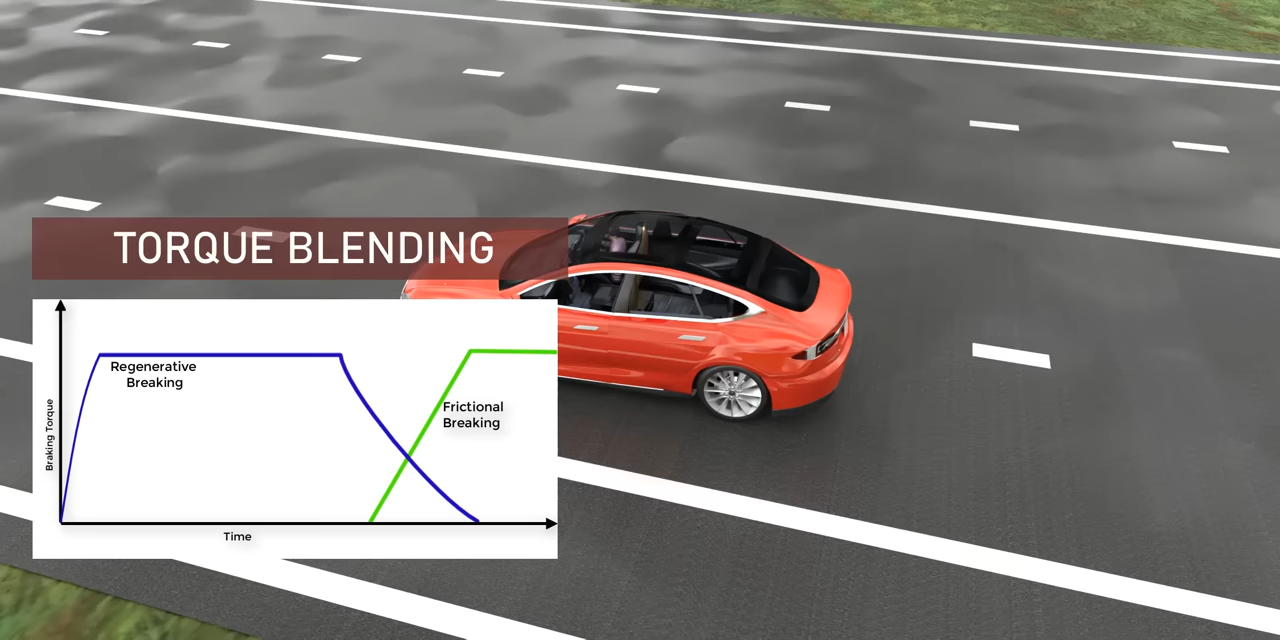 TORQUE BLENDING
Regenerative
Breaking
Frictional
Breaking
Braking Torque
Time